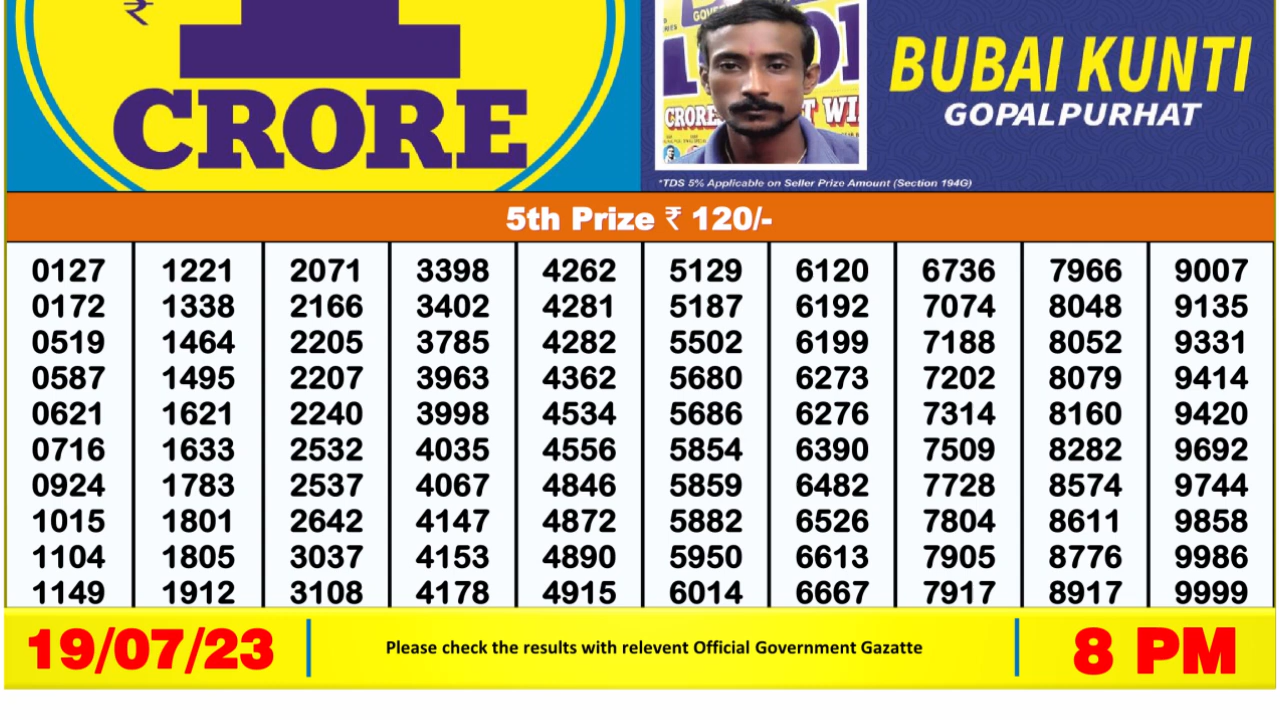 ₹
1
CRORE
BUBAI KUNTI
GOPALPURHAT
CRORE
WI
*TDS 5% Applicable on Seller Prize Amount (Section 194G)
5th Prize ₹ 120/-
0127 1221 2071 3398 4262 5129 6120 6736 7966 9007
0172 1338 2166 3402 4281 5187 6192 7074 8048 9135
0519 1464 2205 3785 4282 5502 6199 7188 8052 9331
0587 1495 2207 3963 4362 5680 6273 7202 8079 9414
0621 1621 2240 3998 4534 5686 6276 7314 8160 9420
0716 1633 2532 4035 4556 5854 6390 7509 8282 9692
0924 1783 2537 4067 4846 5859 6482 7728 8574 9744
1015 1801 2642 4147 4872 5882 6526 7804 8611 9858
1104 1805 3037 4153 4890 5950 6613 7905 8776 9986
1149 1912 3108 4178 4915 6014 6667 7917 8917 9999
19/07/23
Please check the results with relevent Official Government Gazatte
8 PM